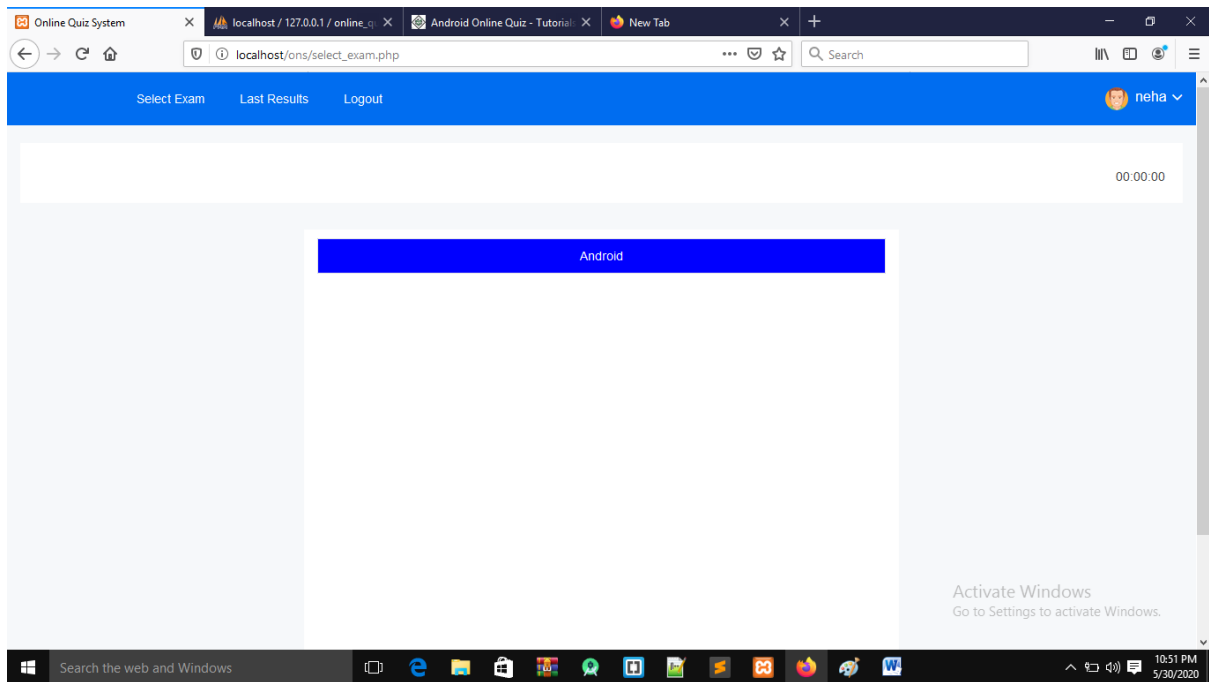 Online Quiz System
localhost / 127.0.0.1 / online_q
Android Online Quiz - Tutorials
New Tab
localhost/ons/select_exam.php
Search
Select Exam Last Results Logout
neha
00:00:00
Android
Activate Windows
Go to Settings to activate Windows.
Search the web and Windows
10:51 PM
5/30/2020